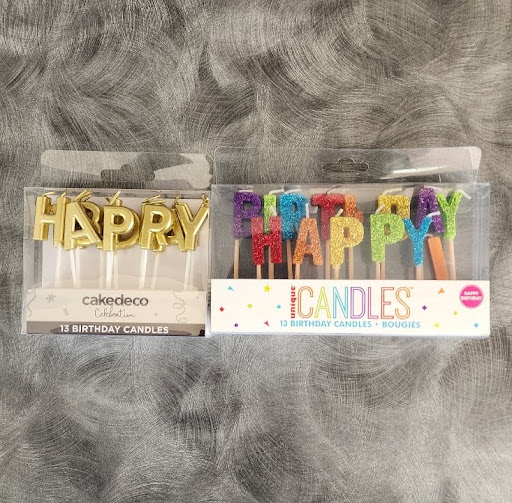 HAPPY
cakedeco
Celebration
13 BIRTHDAY CANDLES
BIRTHDAY
HAPPY
unique
CANDLES
13 BIRTHDAY CANDLES • BOUGIES
HAPPY
BIRTHDAY